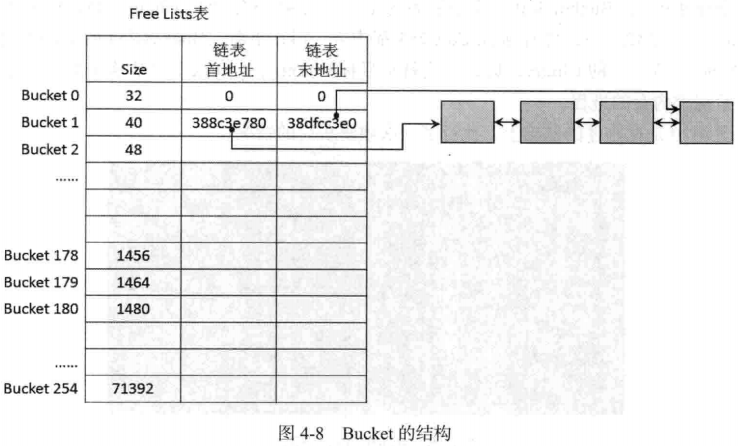 Free Lists表
Size 链表首地址 链表末地址
Bucket 0 32 0 0
Bucket 1 40 388c3e780 38dfcc3e0
Bucket 2 48
......
Bucket 178 1456
Bucket 179 1464
Bucket 180 1480
......
Bucket 254 71392
图 4-8 Bucket 的结构